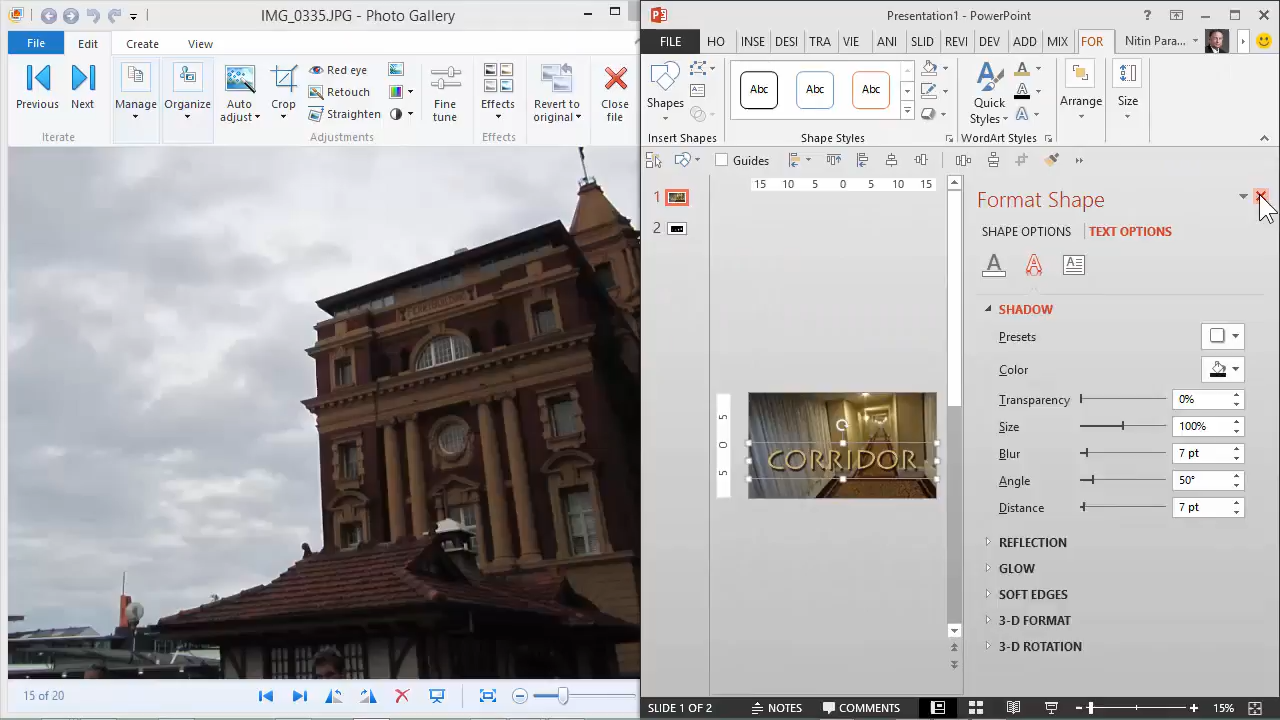 IMG_0335.JPG - Photo Gallery
File
Edit
Create
View
Previous
Next
Manage
Organize
Auto
adjust
Crop
Red eye
Retouch
Straighten
Fine
tune
Effects
Revert to
original
Close
file
Iterate
Adjustments
Effects
15 of 20
Presentation1 - PowerPoint
?
FILE
HO
INSE
DESI
TRA
VIE
ANI
SLID
REVI
DEV
ADD
MIX
FOR
Nitin Para...
Shapes
Abc
Abc
Abc
Quick
Styles
Arrange
Size
Insert Shapes
Shape Styles
WordArt Styles
Guides
1
2
15 10 5 0 5 10 15
5
0
5
CORRIDOR
Format Shape
SHAPE OPTIONS
TEXT OPTIONS
SHADOW
Presets
Color
Transparency
0%
Size
100%
Blur
7 pt
Angle
50°
Distance
7 pt
REFLECTION
GLOW
SOFT EDGES
3-D FORMAT
3-D ROTATION
SLIDE 1 OF 2
NOTES
COMMENTS
15%